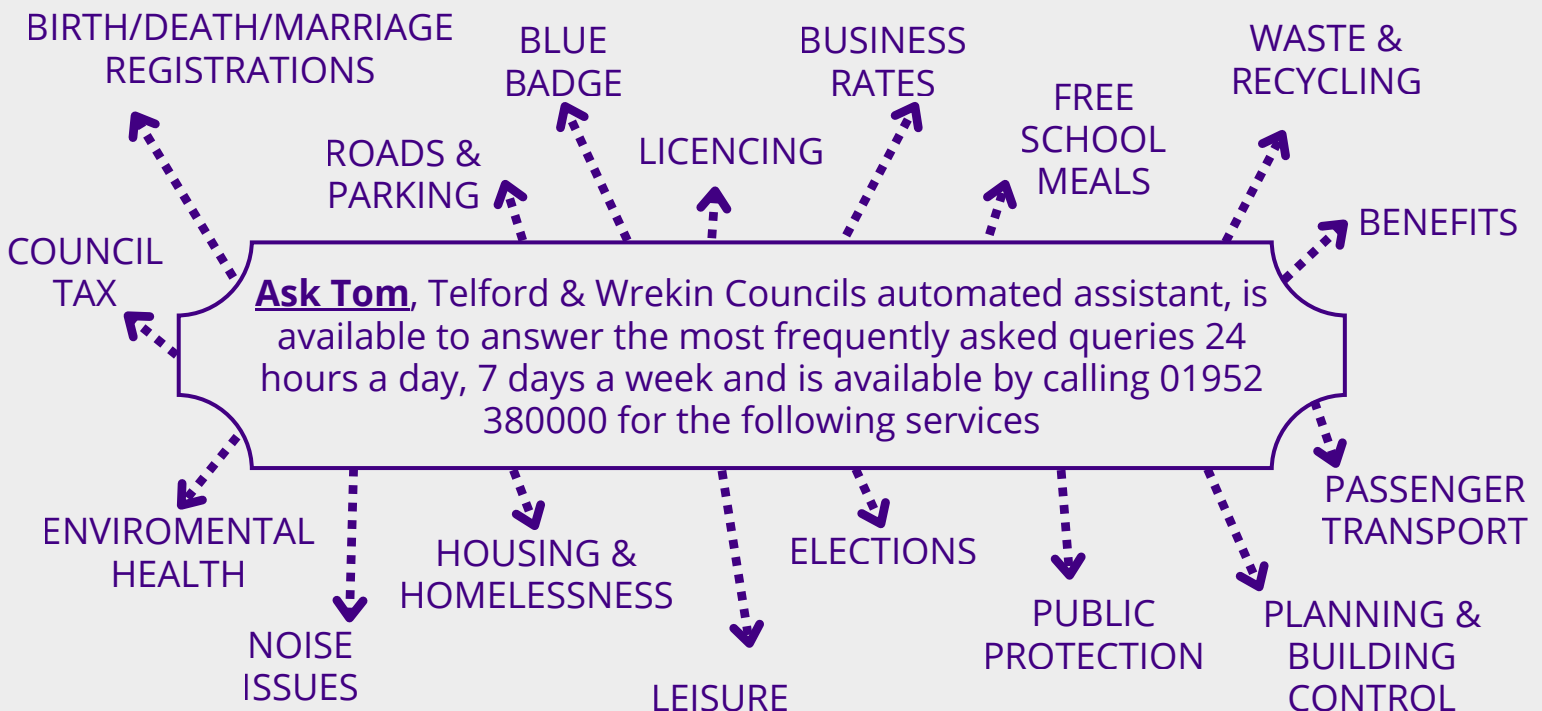 BIRTH/DEATH/MARRIAGE
REGISTRATIONS
BLUE
BADGE
BUSINESS
RATES
WASTE &
RECYCLING
ROADS &
PARKING
LICENCING
FREE
SCHOOL
MEALS
BENEFITS
COUNCIL
TAX
Ask Tom, Telford & Wrekin Councils automated assistant, is
available to answer the most frequently asked queries 24
hours a day, 7 days a week and is available by calling 01952
380000 for the following services
PASSENGER
TRANSPORT
ENVIROMENTAL
HEALTH
HOUSING &
HOMELESSNESS
ELECTIONS
NOISE
ISSUES
LEISURE
PUBLIC
PROTECTION
PLANNING &
BUILDING
CONTROL